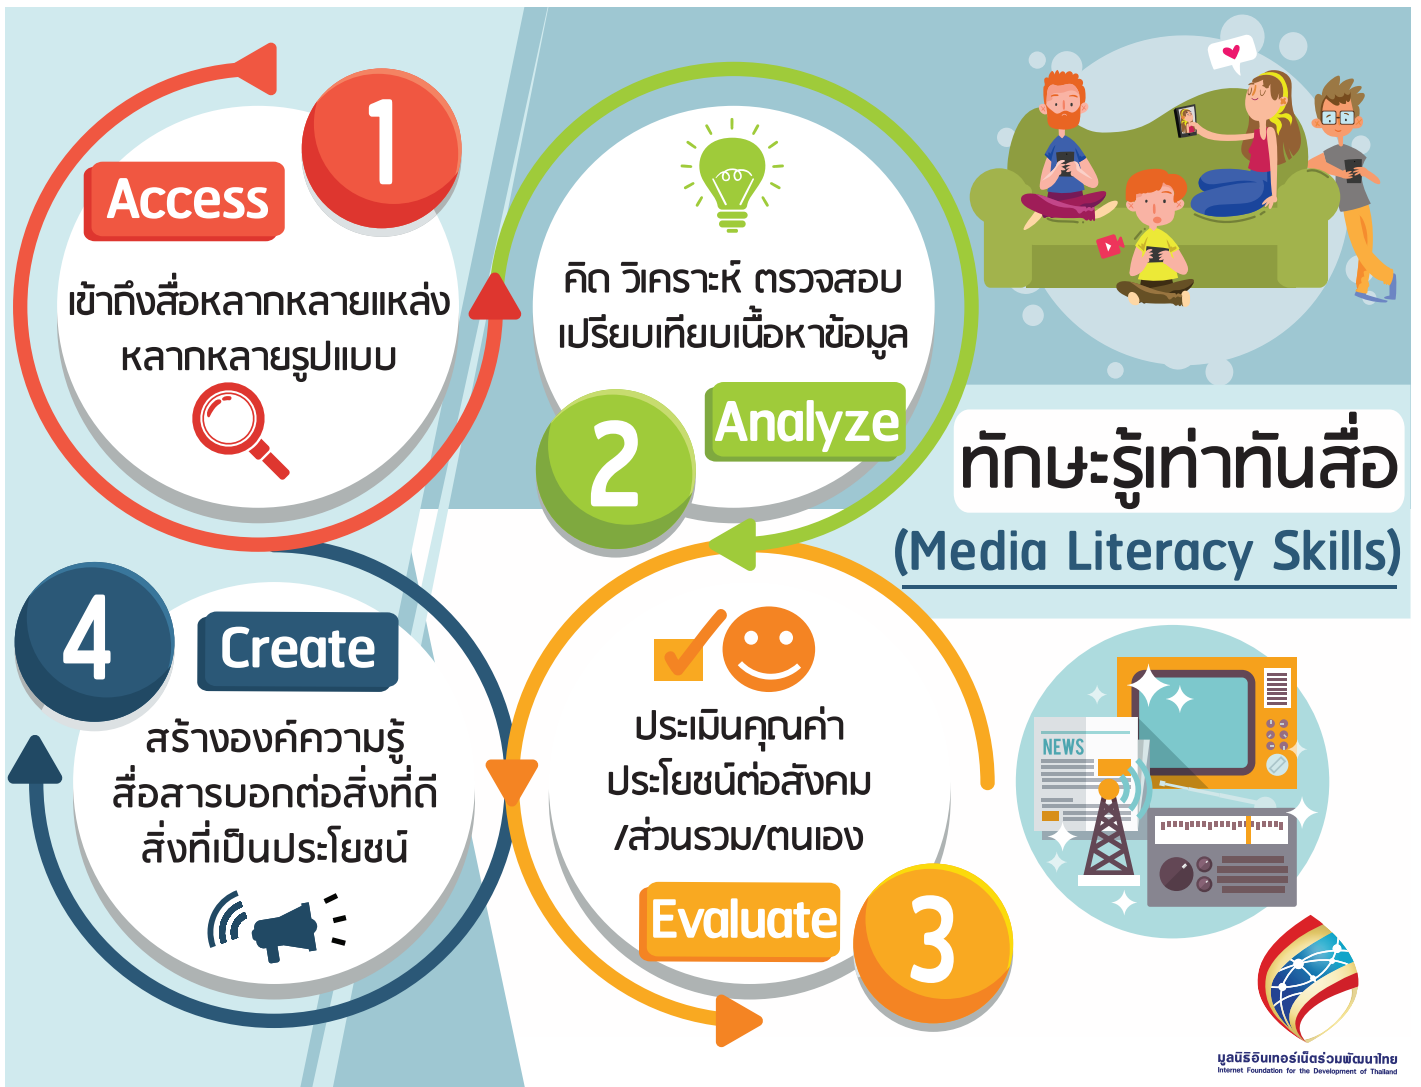 1
Access
เข้าถึงสื่อหลากหลายแหล่ง
หลากหลายรูปแบบ
คิด วิเคราะห์ ตรวจสอบ
เปรียบเทียบเนื้อหาข้อมูล
2
Analyze
ทักษะรู้เท่าทันสื่อ
(Media Literacy Skills)
4
Create
สร้างองค์ความรู้
สื่อสารบอกต่อสิ่งที่ดี
สิ่งที่เป็นประโยชน์
ประเมินคุณค่า
ประโยชน์ต่อสังคม
/ส่วนรวม/ตนเอง
Evaluate
3
NEWS
มูลนิธิอินเทอร์เน็ตร่วมพัฒนาไทย
Internet Foundation for the Development of Thailand